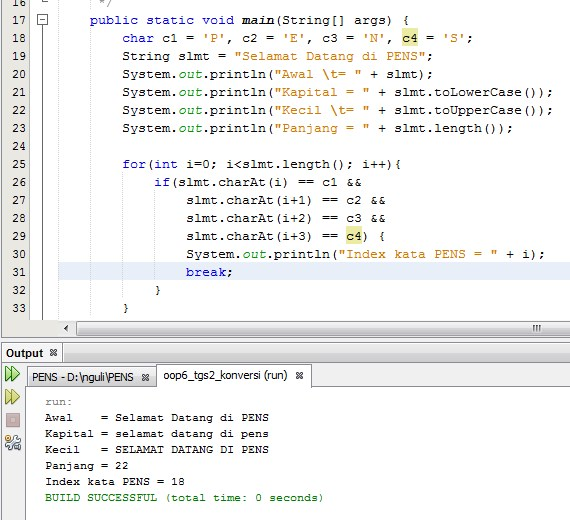 16 */
17 public static void main(String[] args) {
18 char c1 = 'P', c2 = 'E', c3 = 'N', c4 = 'S';
19 String slmt = "Selamat Datang di PENS";
20 System.out.println("Awal \t= " + slmt);
21 System.out.println("Kapital = " + slmt.toLowerCase());
22 System.out.println("Kecil \t= " + slmt.toUpperCase());
23 System.out.println("Panjang = " + slmt.length());
24
25 for(int i=0; i<slmt.length(); i++){
26 if(slmt.charAt(i) == c1 &&
27 slmt.charAt(i+1) == c2 &&
28 slmt.charAt(i+2) == c3 &&
29 slmt.charAt(i+3) == c4) {
30 System.out.println("Index kata PENS = " + i);
31 break;
32 }
33 }
Output
PENS - D:\nguli\PENS oop6_tgs2_konversi (run)
run:
Awal    = Selamat Datang di PENS
Kapital = selamat datang di pens
Kecil   = SELAMAT DATANG DI PENS
Panjang = 22
Index kata PENS = 18
BUILD SUCCESSFUL (total time: 0 seconds)